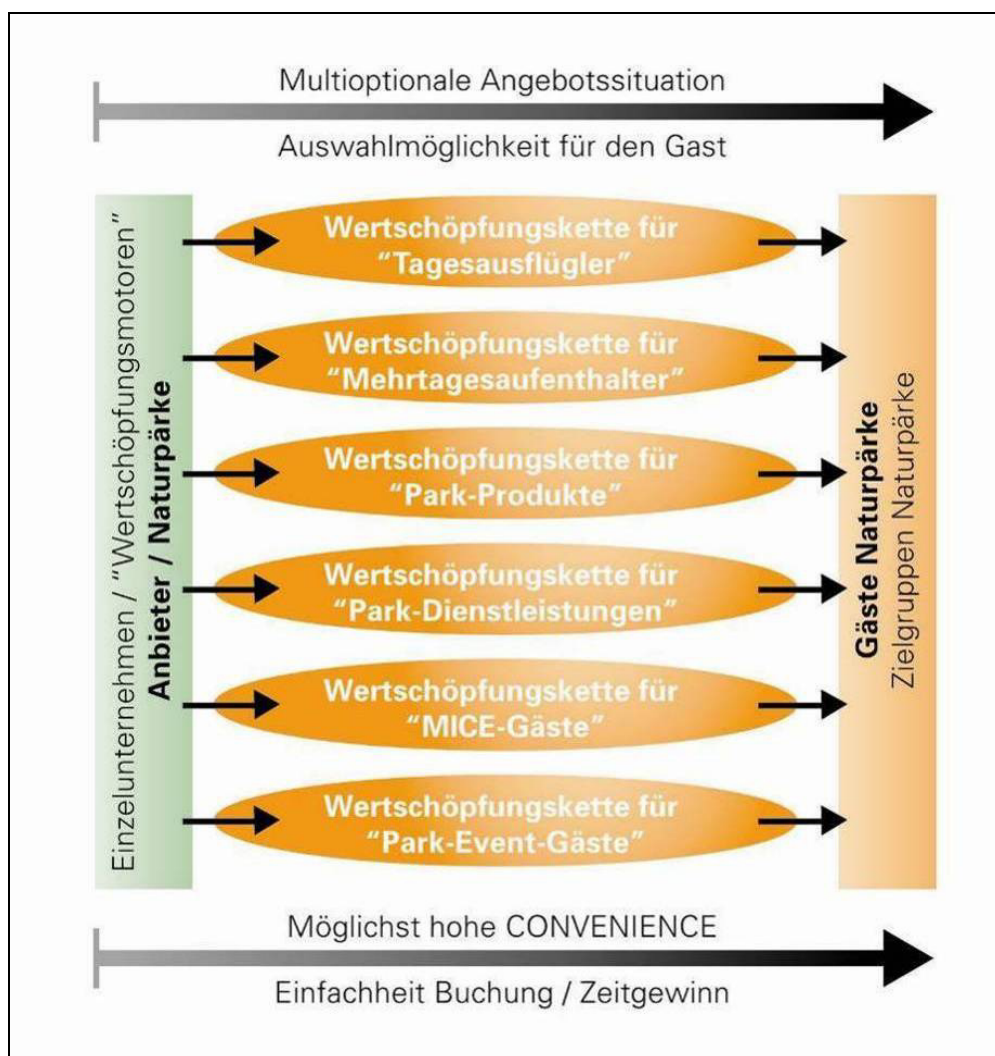 Multioptionale Angebotssituation
Auswahlmöglichkeit für den Gast
Einzelunternehmen / "Wertschöpfungsmotoren"
Anbieter / Naturpärke
Wertschöpfungskette für
"Tagesausflügler"
Wertschöpfungskette für
"Mehrtagesaufenthalter"
Wertschöpfungskette für
"Park-Produkte"
Wertschöpfungskette für
"Park-Dienstleistungen"
Wertschöpfungskette für
"MICE-Gäste"
Wertschöpfungskette für
"Park-Event-Gäste"
Gäste Naturpärke
Zielgruppen Naturpärke
Möglichst hohe CONVENIENCE
Einfachheit Buchung / Zeitgewinn